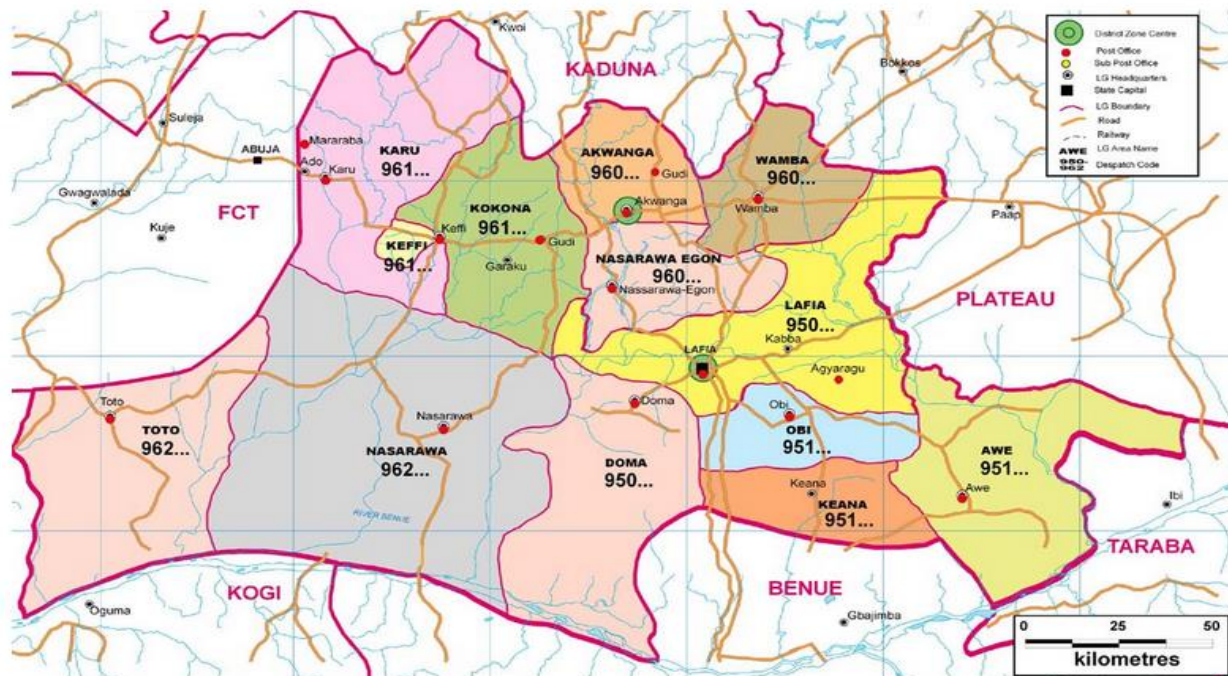 Kwoi
KADUNA
Bokkos
Suleja
Mararaba
ABUJA
Ado
Karu
KARU
961...
AKWANGA
960...
Gudi
WAMBA
960...
Akwanga
Wamba
Gwagwalada
Kuje
FCT
KOKONA
961...
Keffi
KEFFI
961...
Gudi
Garaku
NASARAWA EGON
960...
Nassarawa-Egon
Paap
PLATEAU
LAFIA
950...
LAFIA
Kabba
Agyaragu
Toto
TOTO
962...
Nasarawa
NASARAWA
962...
Doma
DOMA
950...
Obi
OBI
951...
AWE
951...
Awe
Keana
KEANA
951...
Ibi
RIVER BENUE
TARABA
KOGI
BENUE
Oguma
Gbajimba
District Zone Centre
Post Office
Sub Post Office
LG Headquarters
State Capital
LG Boundary
Road
Railway
AWE LG Area Name
950-
962 Despatch Code
0 25 50
kilometres